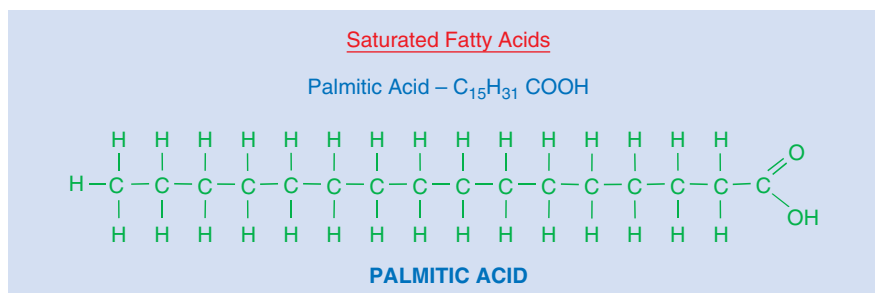 Saturated Fatty Acids
Palmitic Acid – C₁₅H₃₁ COOH
H H H H H H H H H H H H H H H
O
H – C – C – C – C – C – C – C – C – C – C – C – C – C – C – C – C
OH
H H H H H H H H H H H H H H H
PALMITIC ACID